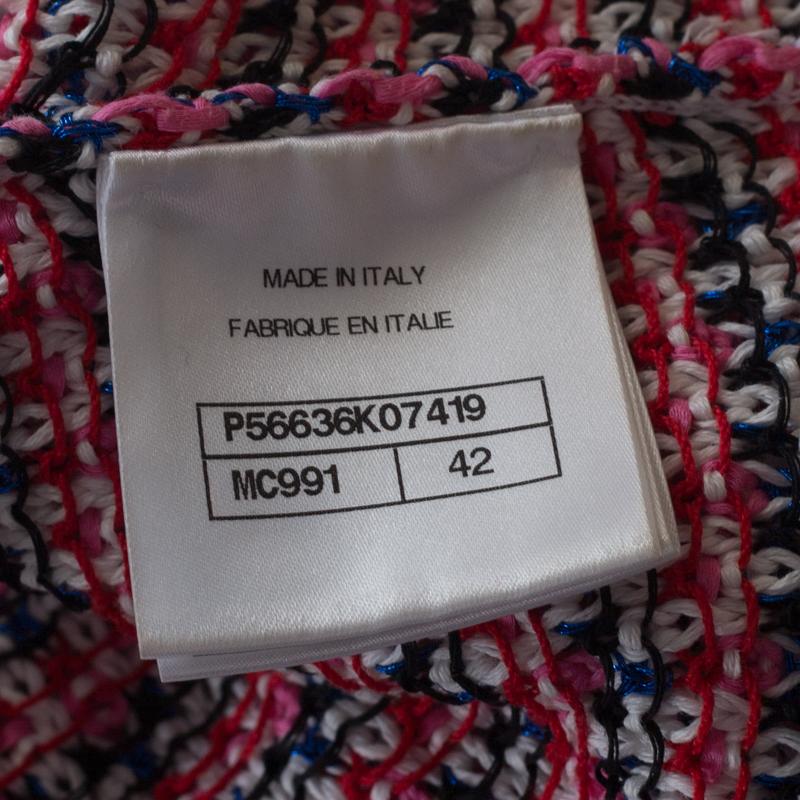 MADE IN ITALY
FABRIQUE EN ITALIE
P56636K07419
MC991 42